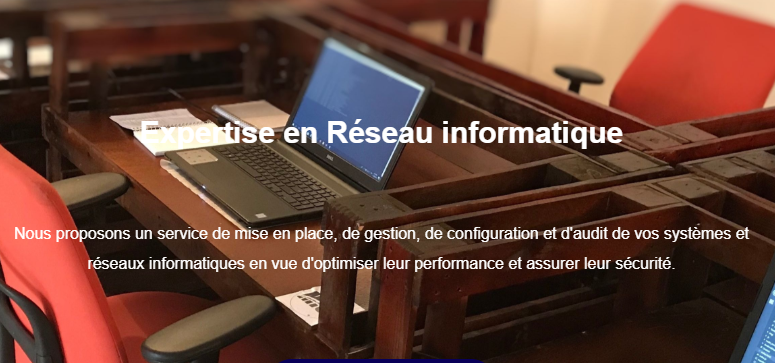 Expertise en Réseau informatique
Nous proposons un service de mise en place, de gestion, de configuration et d'audit de vos systèmes et
réseaux informatiques en vue d'optimiser leur performance et assurer leur sécurité.